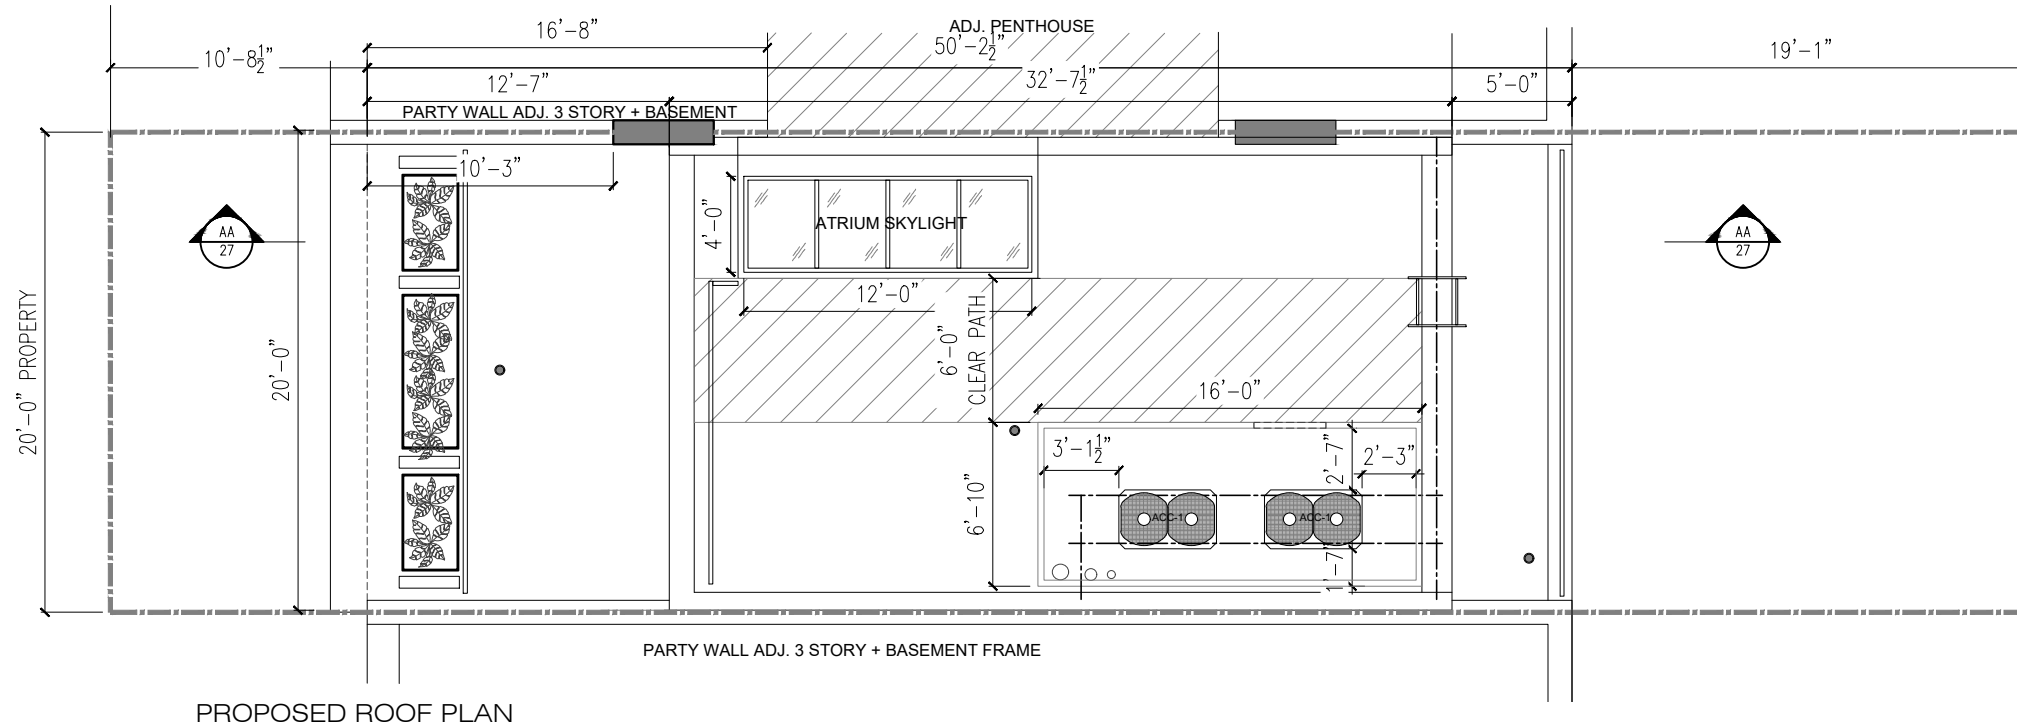 ADJ. PENTHOUSE
16'-8"
50'-2½"
10'-8½"
19'-1"
12'-7"
32'-7½"
5'-0"
PARTY WALL ADJ. 3 STORY + BASEMENT
10'-3"
4'-0"
ATRIUM SKYLIGHT
AA
27
AA
27
12'-0"
6'-0"
CLEAR PATH
20'-0" PROPERTY
20'-0"
16'-0"
3'-1½"
2'-7"
2'-3"
6'-10"
ACC-1
ACC-1
1'-7"
PARTY WALL ADJ. 3 STORY + BASEMENT FRAME
PROPOSED ROOF PLAN